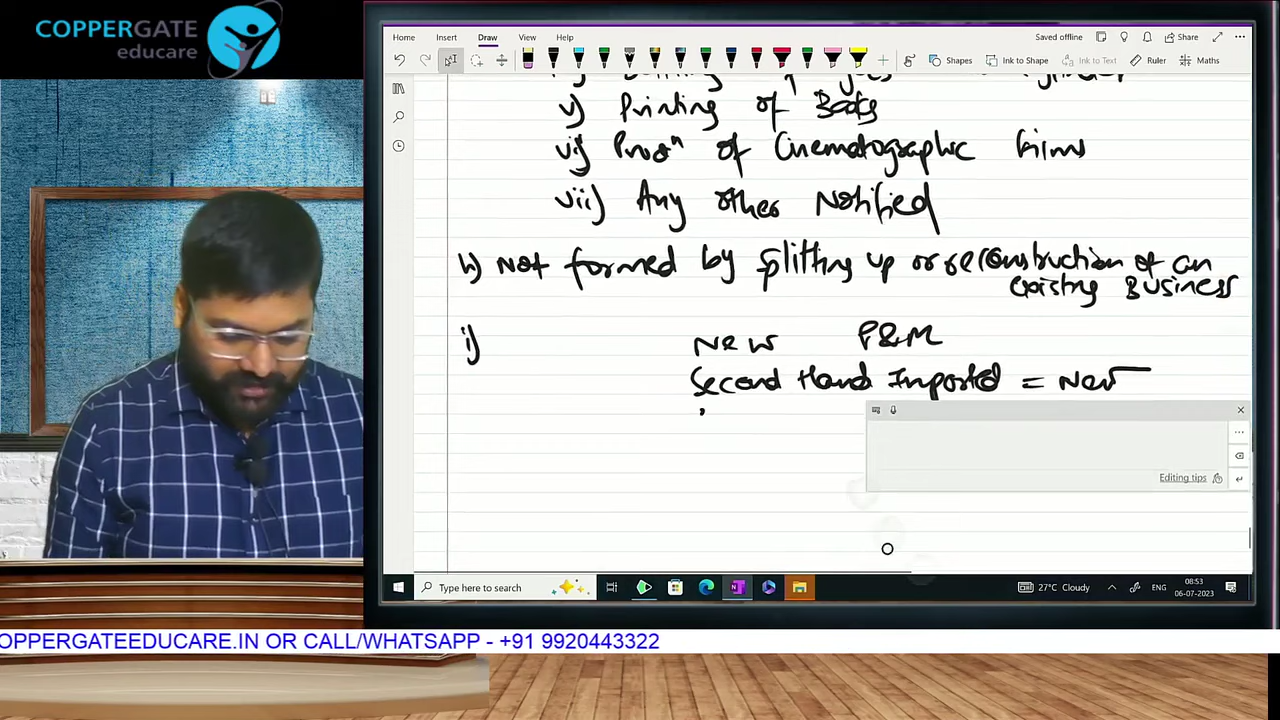 COPPERGATE
educare
Saved offline
Share
Home Insert Draw View Help
Shapes Ink to Shape Ink to Text Ruler Maths
v) Printing of Books
vi) Prodn of Cinematographic Films
vii) Any other Notified
h) Not formed by splitting up or reconstruction of an
existing Business
i) New P&M
Second Hand Imported = New
Editing tips
Type here to search
27°C Cloudy
ENG
08:53
06-07-2023
OPPERGATEEDUCARE.IN OR CALL/WHATSAPP - +91 9920443322